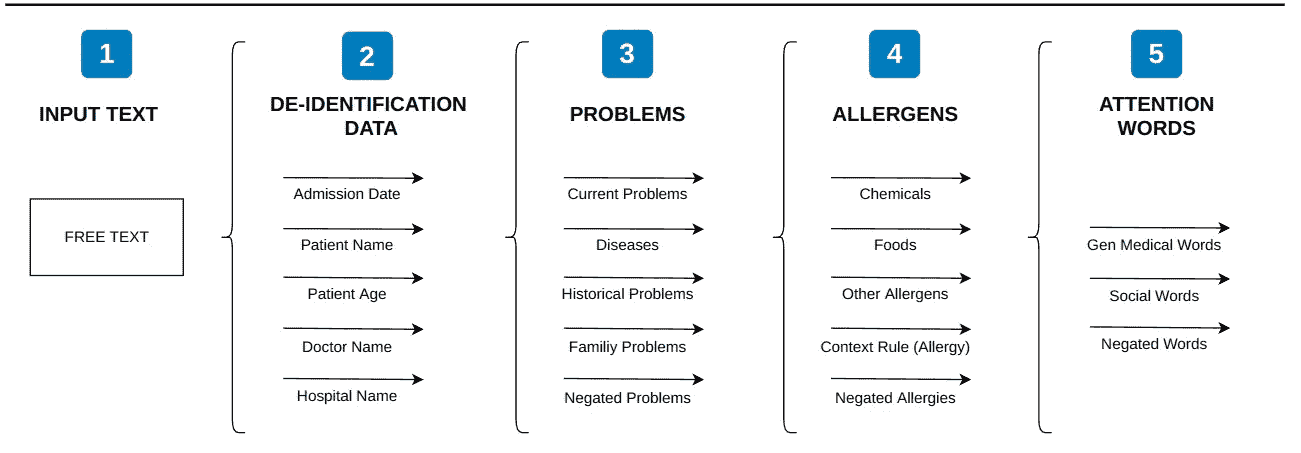 1
INPUT TEXT
FREE TEXT
2
DE-IDENTIFICATION
DATA
Admission Date
Patient Name
Patient Age
Doctor Name
Hospital Name
3
PROBLEMS
Current Problems
Diseases
Historical Problems
Familiy Problems
Negated Problems
4
ALLERGENS
Chemicals
Foods
Other Allergens
Context Rule (Allergy)
Negated Allergies
5
ATTENTION
WORDS
Gen Medical Words
Social Words
Negated Words